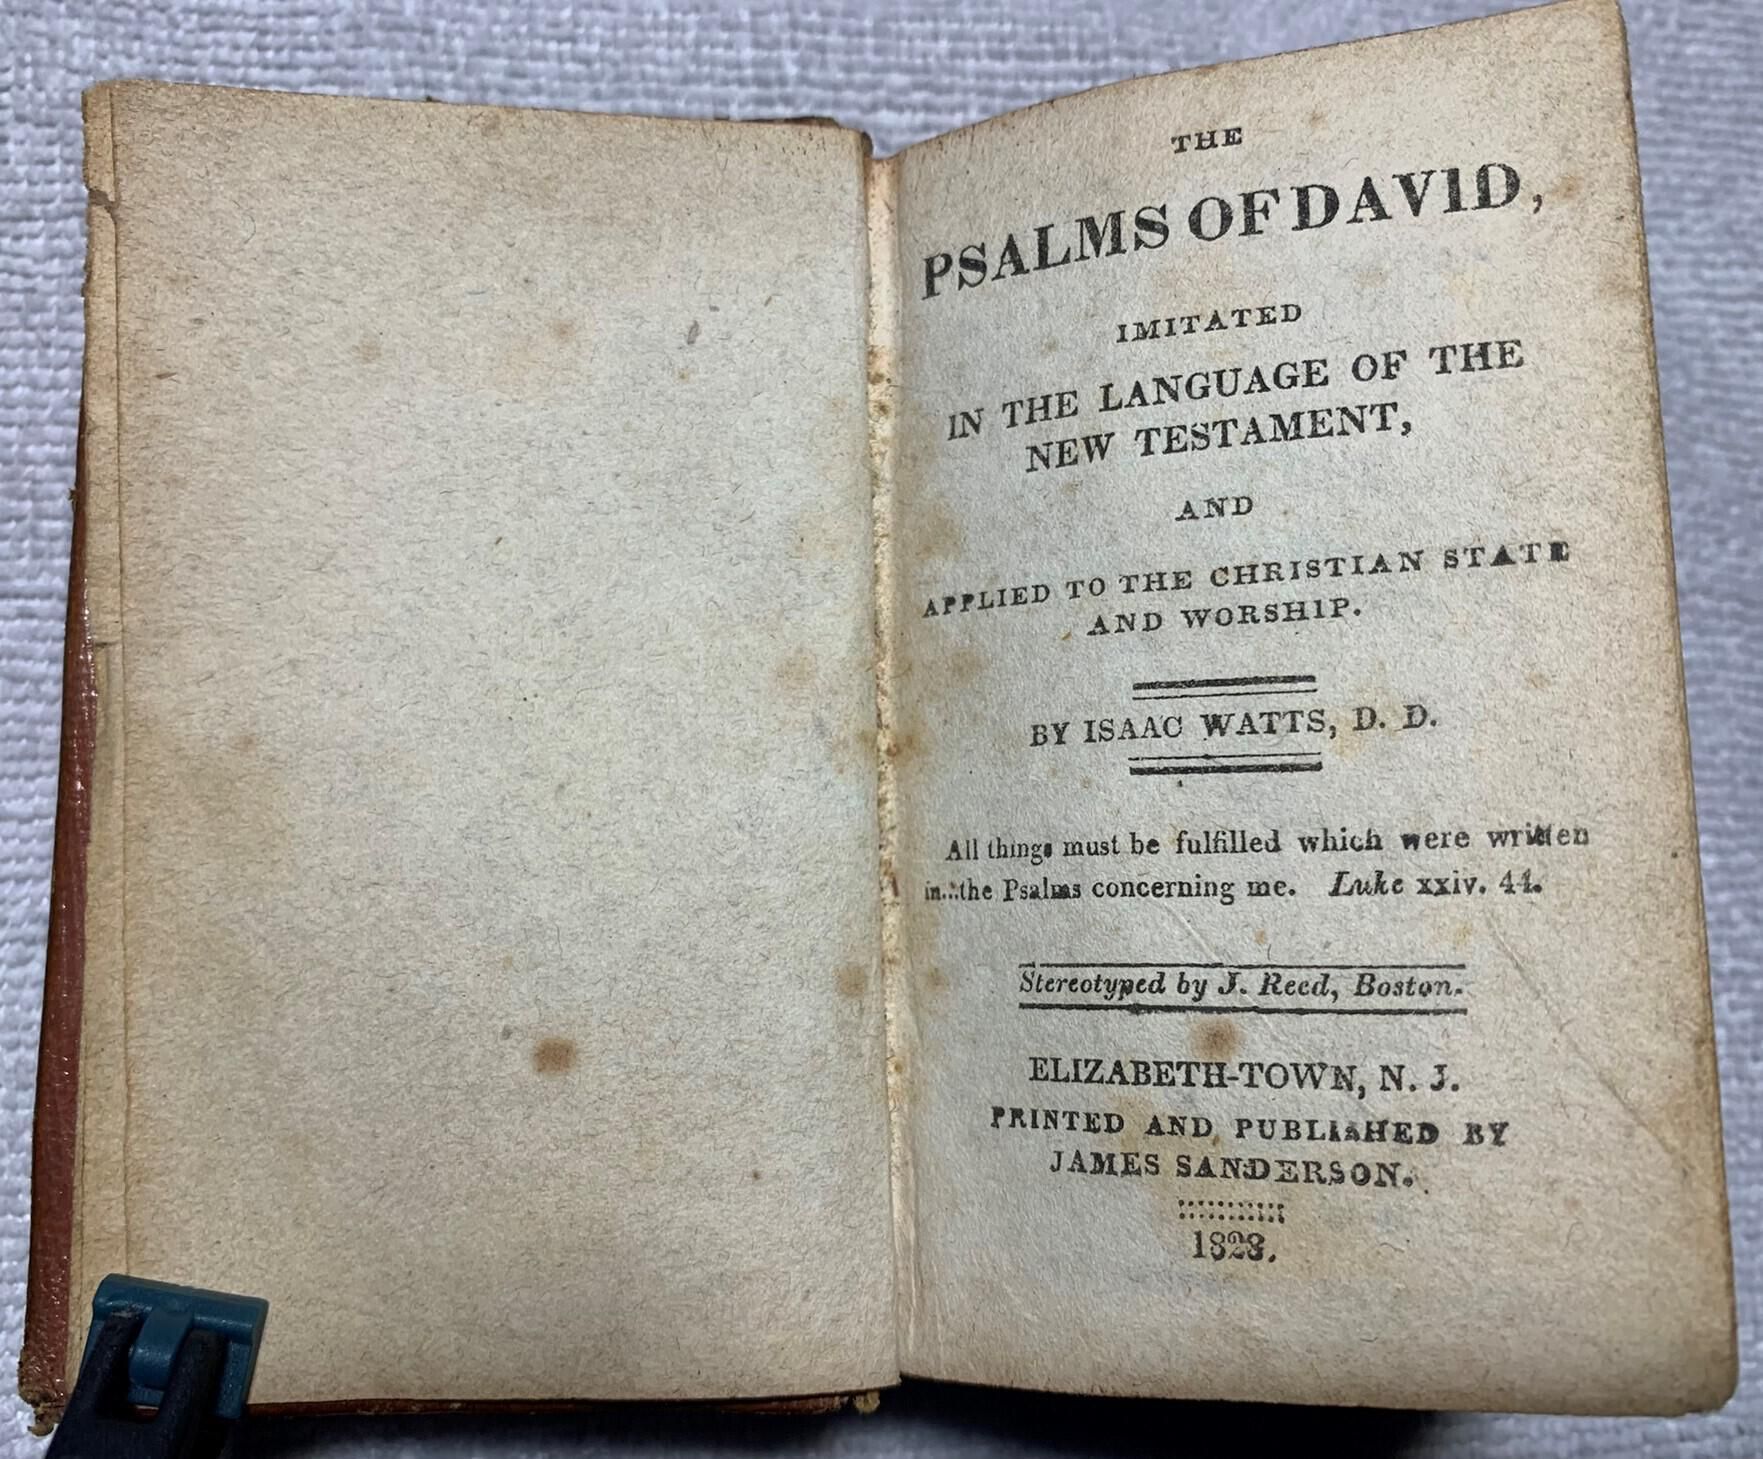 THE
PSALMS OF DAVID,
IMITATED
IN THE LANGUAGE OF THE
NEW TESTAMENT,
AND
APPLIED TO THE CHRISTIAN STATE
AND WORSHIP.
BY ISAAC WATTS, D. D.
All things must be fulfilled which were written
in...the Psalms concerning me. Luke xxiv. 44.
Stereotyped by J. Reed, Boston.
ELIZABETH-TOWN, N. J.
PRINTED AND PUBLISHED BY
JAMES SANDERSON.
1828.